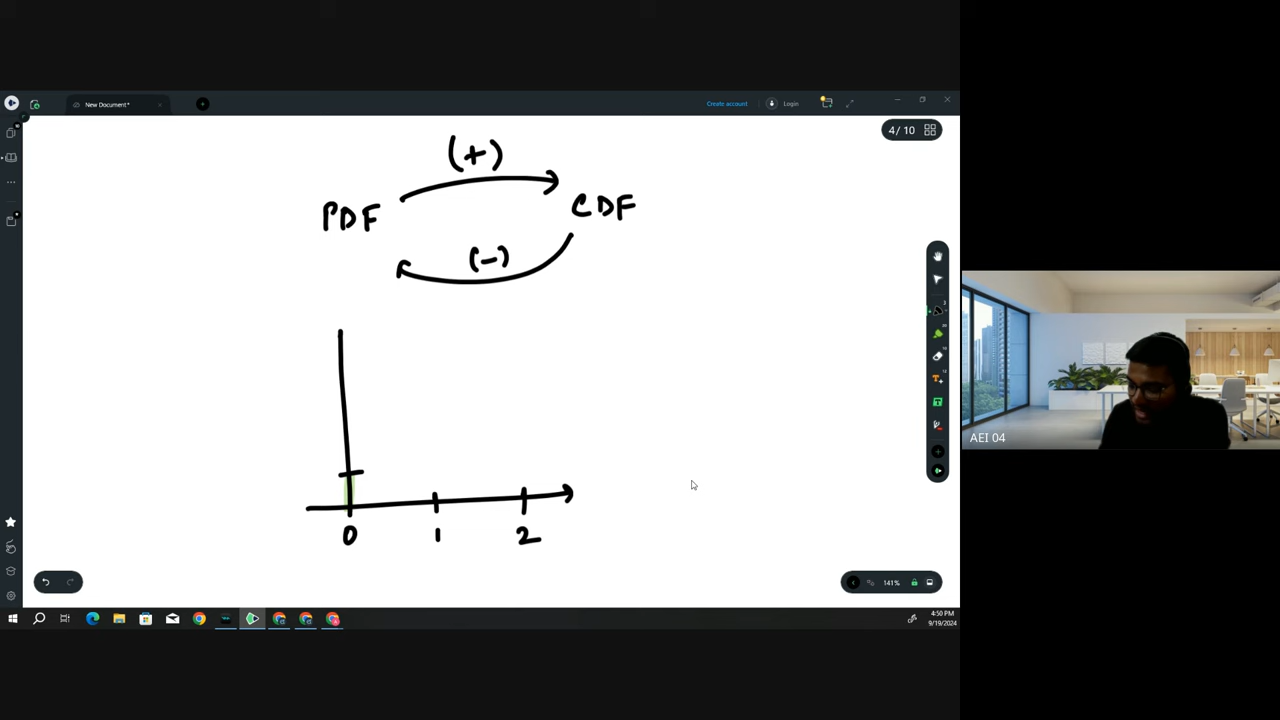 New Document*
Create account
Login
4 / 10
(+)
PDF
CDF
(-)
0 1 2
AEI 04
141%
4:50 PM
9/19/2024